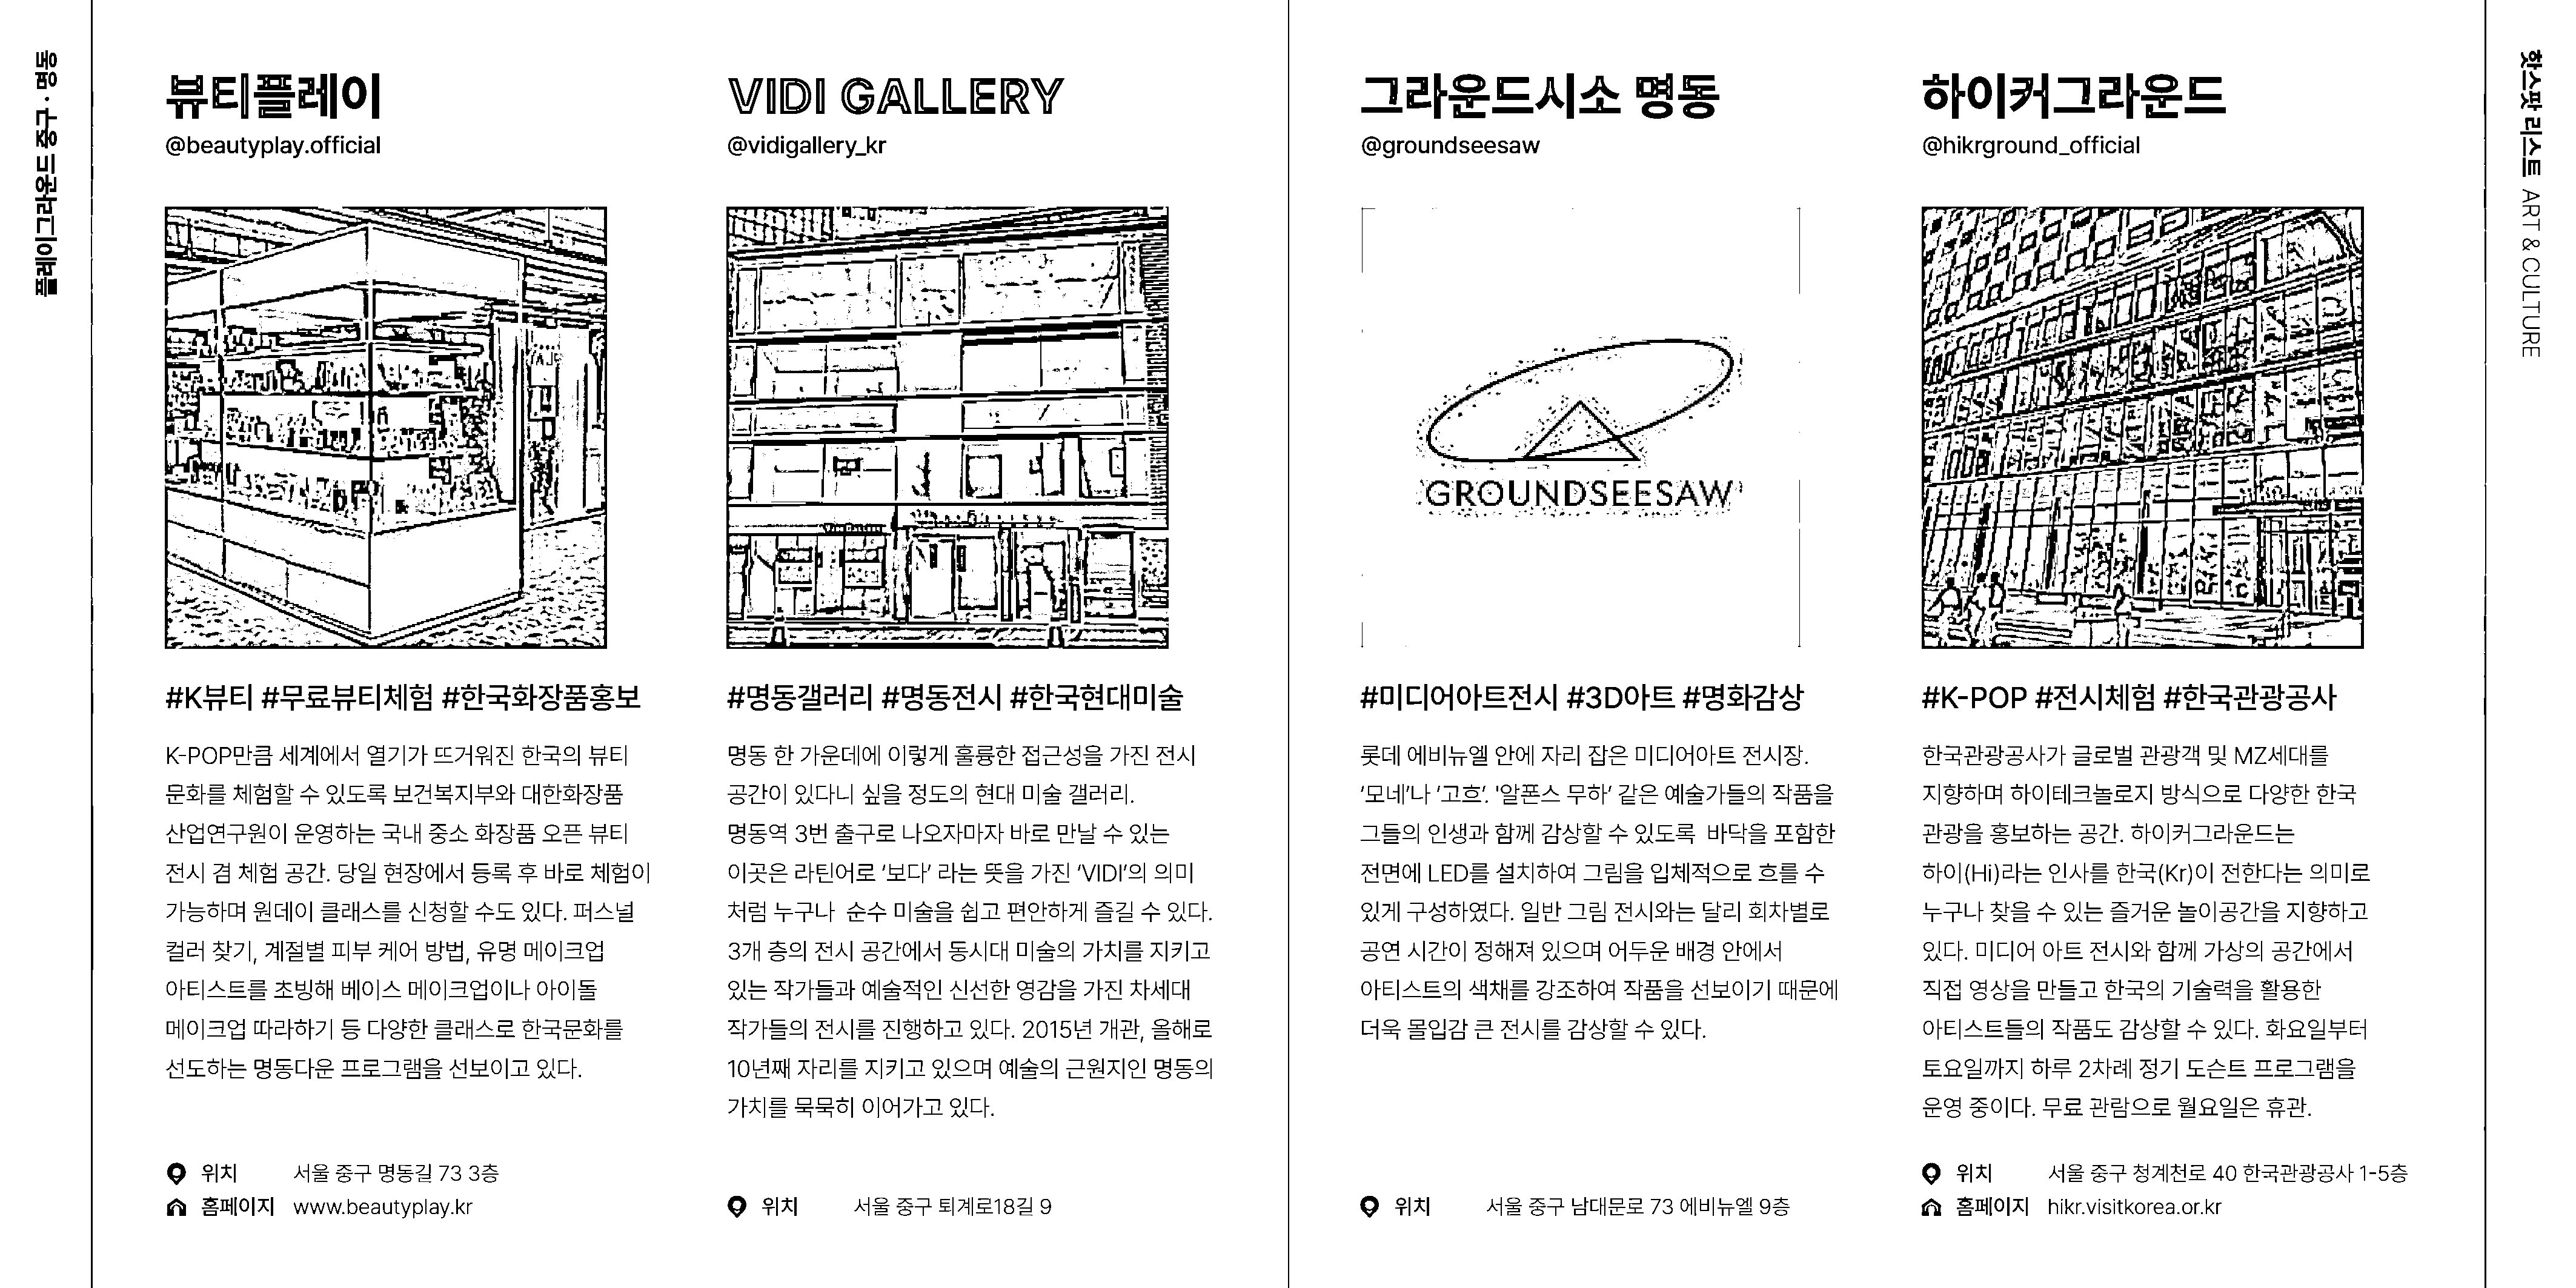 플레이그라운드 중구 · 명동
뷰티플레이
@beautyplay.official
#K뷰티 #무료뷰티체험 #한국화장품홍보
K-POP만큼 세계에서 열기가 뜨거워진 한국의 뷰티
문화를 체험할 수 있도록 보건복지부와 대한화장품
산업연구원이 운영하는 국내 중소 화장품 오픈 뷰티
전시 겸 체험 공간. 당일 현장에서 등록 후 바로 체험이
가능하며 원데이 클래스를 신청할 수도 있다. 퍼스널
컬러 찾기, 계절별 피부 케어 방법, 유명 메이크업
아티스트를 초빙해 베이스 메이크업이나 아이돌
메이크업 따라하기 등 다양한 클래스로 한국문화를
선도하는 명동다운 프로그램을 선보이고 있다.
위치 서울 중구 명동길 73 3층
홈페이지 www.beautyplay.kr
VIDI GALLERY
@vidigallery_kr
#명동갤러리 #명동전시 #한국현대미술
명동 한 가운데에 이렇게 훌륭한 접근성을 가진 전시
공간이 있다니 싶을 정도의 현대 미술 갤러리.
명동역 3번 출구로 나오자마자 바로 만날 수 있는
이곳은 라틴어로 ‘보다’ 라는 뜻을 가진 ‘VIDI’의 의미
처럼 누구나 순수 미술을 쉽고 편안하게 즐길 수 있다.
3개 층의 전시 공간에서 동시대 미술의 가치를 지키고
있는 작가들과 예술적인 신선한 영감을 가진 차세대
작가들의 전시를 진행하고 있다. 2015년 개관, 올해로
10년째 자리를 지키고 있으며 예술의 근원지인 명동의
가치를 묵묵히 이어가고 있다.
위치 서울 중구 퇴계로18길 9
그라운드시소 명동
@groundseesaw
GROUNDSEESAW
#미디어아트전시 #3D아트 #명화감상
롯데 에비뉴엘 안에 자리 잡은 미디어아트 전시장.
‘모네’나 ‘고흐’. '알폰스 무하’ 같은 예술가들의 작품을
그들의 인생과 함께 감상할 수 있도록 바닥을 포함한
전면에 LED를 설치하여 그림을 입체적으로 흐를 수
있게 구성하였다. 일반 그림 전시와는 달리 회차별로
공연 시간이 정해져 있으며 어두운 배경 안에서
아티스트의 색채를 강조하여 작품을 선보이기 때문에
더욱 몰입감 큰 전시를 감상할 수 있다.
위치 서울 중구 남대문로 73 에비뉴엘 9층
하이커그라운드
@hikrground_official
#K-POP #전시체험 #한국관광공사
한국관광공사가 글로벌 관광객 및 MZ세대를
지향하며 하이테크놀로지 방식으로 다양한 한국
관광을 홍보하는 공간. 하이커그라운드는
하이(Hi)라는 인사를 한국(Kr)이 전한다는 의미로
누구나 찾을 수 있는 즐거운 놀이공간을 지향하고
있다. 미디어 아트 전시와 함께 가상의 공간에서
직접 영상을 만들고 한국의 기술력을 활용한
아티스트들의 작품도 감상할 수 있다. 화요일부터
토요일까지 하루 2차례 정기 도슨트 프로그램을
운영 중이다. 무료 관람으로 월요일은 휴관.
위치 서울 중구 청계천로 40 한국관광공사 1-5층
홈페이지 hikr.visitkorea.or.kr
핫스팟 리스트 ART & CULTURE